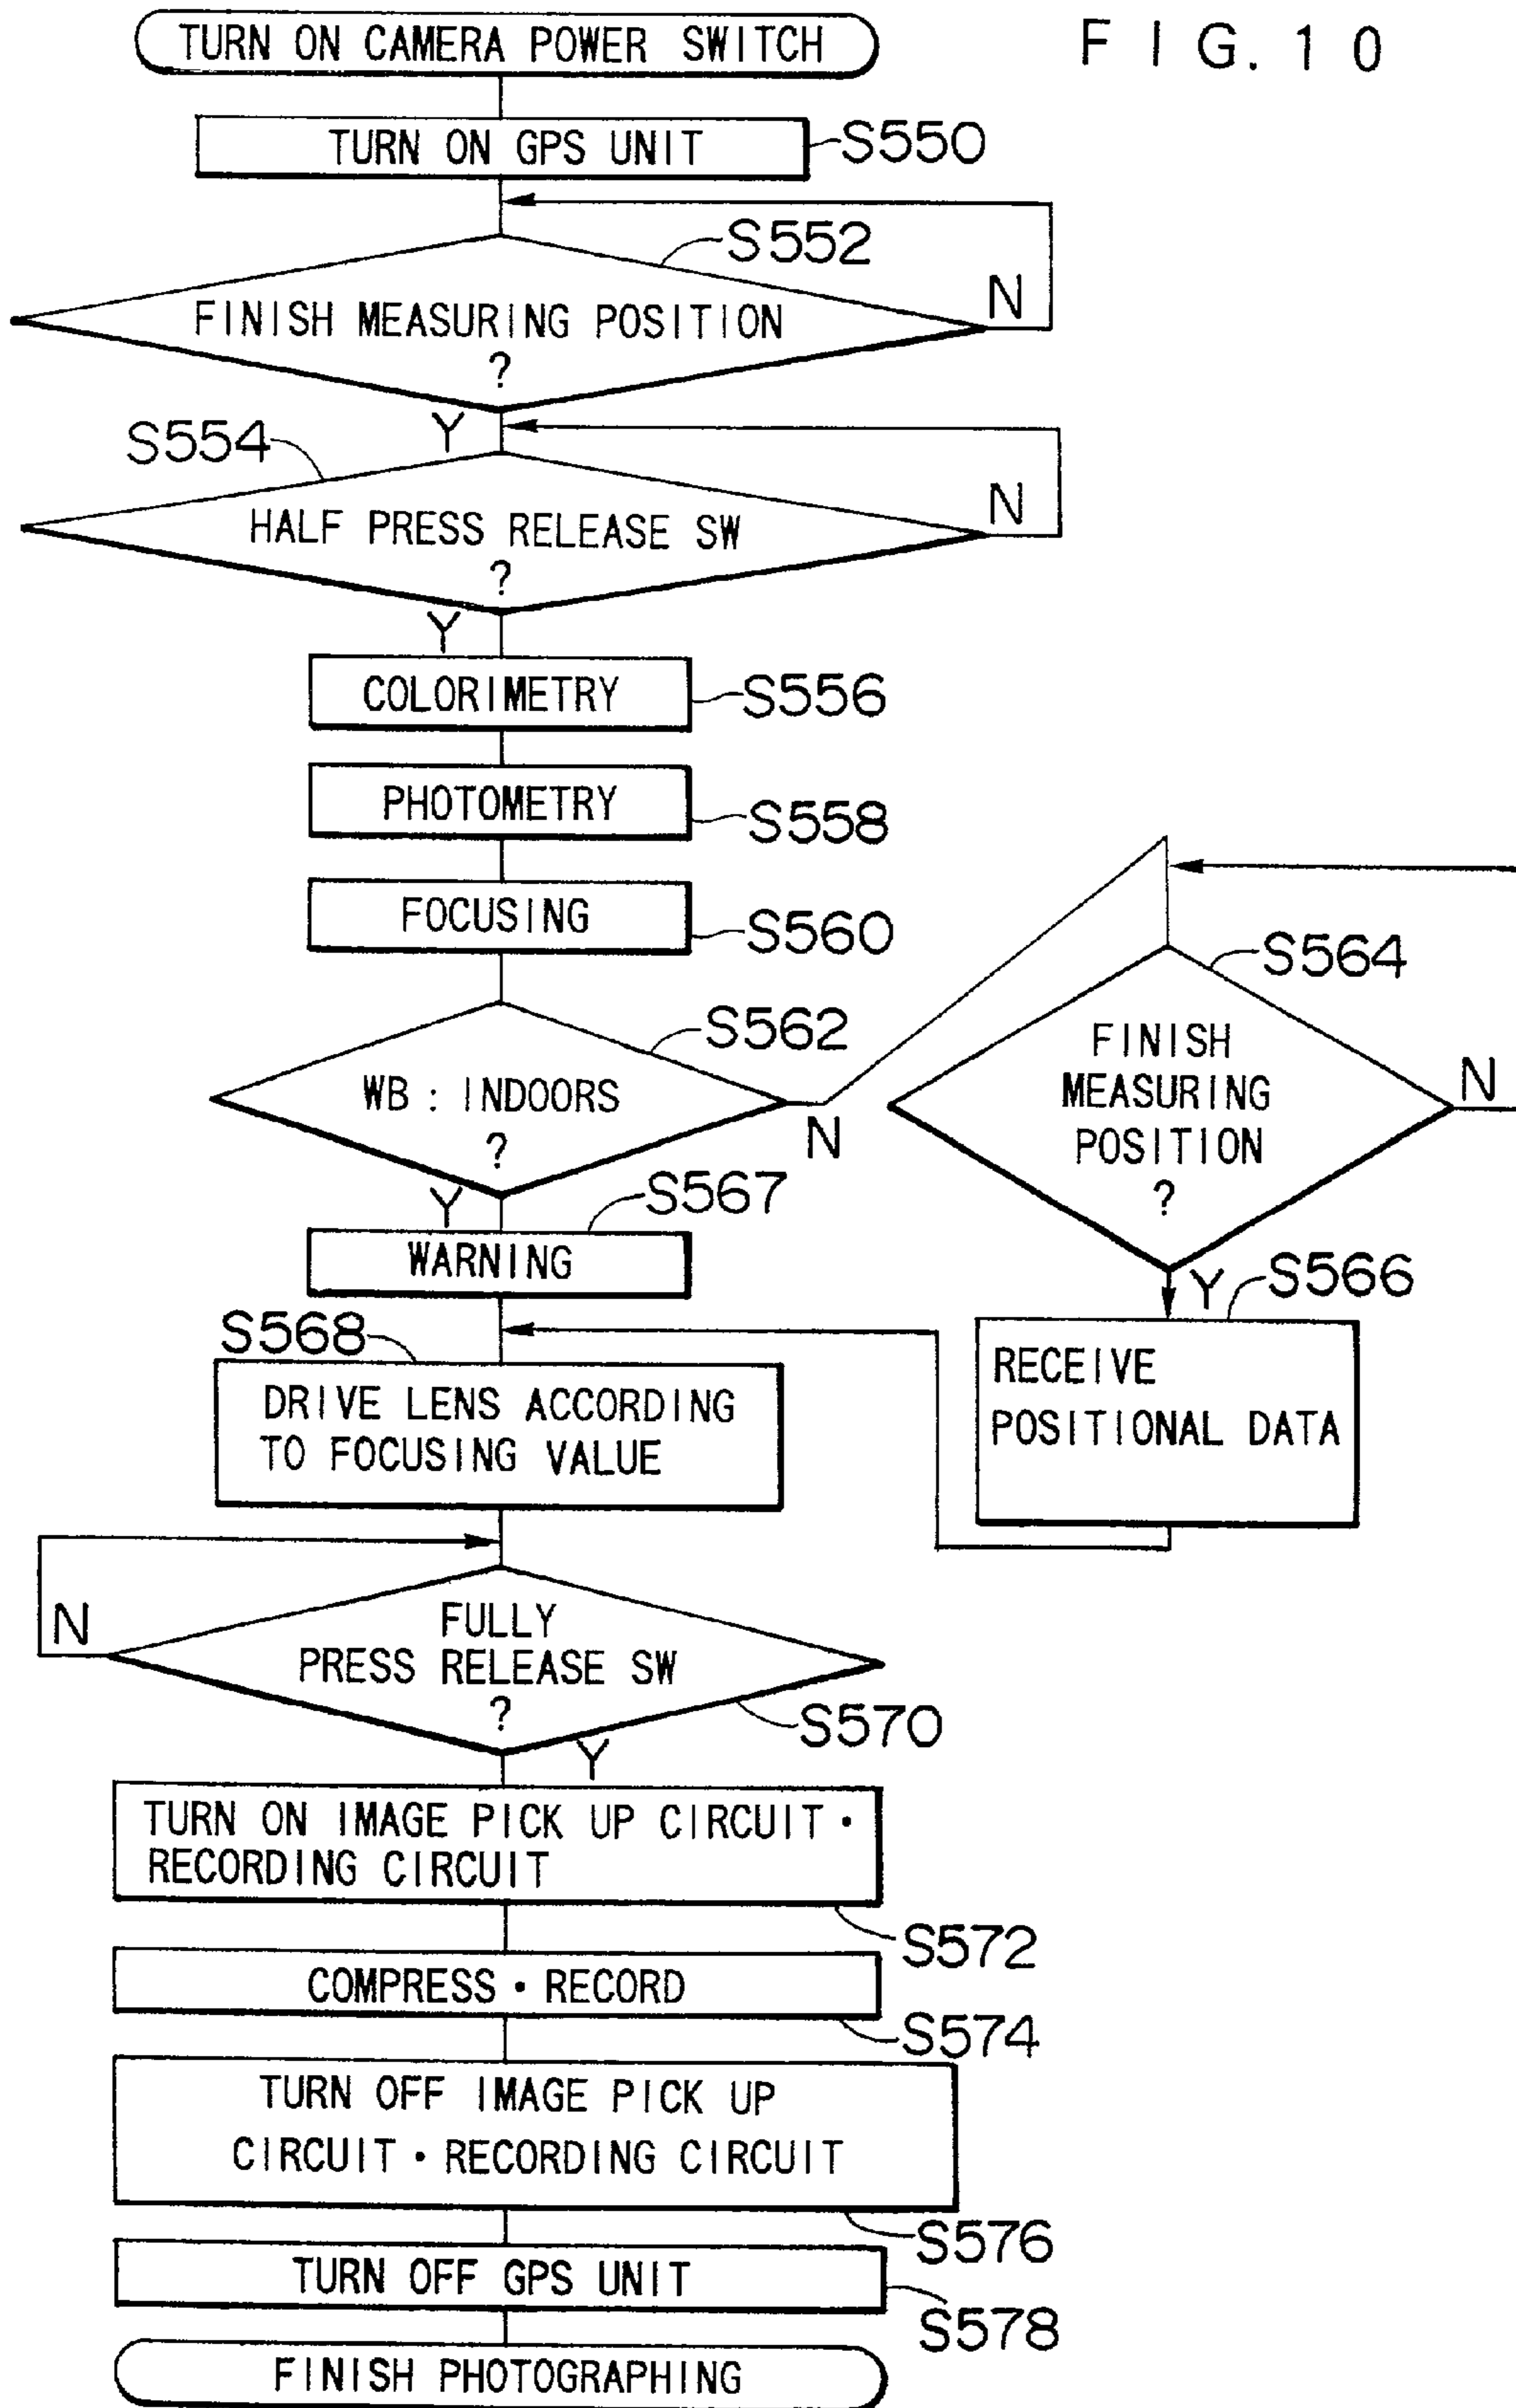 FIG. 10
TURN ON CAMERA POWER SWITCH
TURN ON GPS UNIT
S550
S552
FINISH MEASURING POSITION
?
N
Y
S554
HALF PRESS RELEASE SW
?
N
Y
COLORIMETRY
S556
PHOTOMETRY
S558
FOCUSING
S560
S562
WB : INDOORS
?
N
Y
S564
FINISH
MEASURING
POSITION
?
N
Y
S566
RECEIVE
POSITIONAL DATA
S567
WARNING
S568
DRIVE LENS ACCORDING
TO FOCUSING VALUE
N
FULLY
PRESS RELEASE SW
?
S570
Y
TURN ON IMAGE PICK UP CIRCUIT・
RECORDING CIRCUIT
S572
COMPRESS・RECORD
S574
TURN OFF IMAGE PICK UP
CIRCUIT・RECORDING CIRCUIT
S576
TURN OFF GPS UNIT
S578
FINISH PHOTOGRAPHING